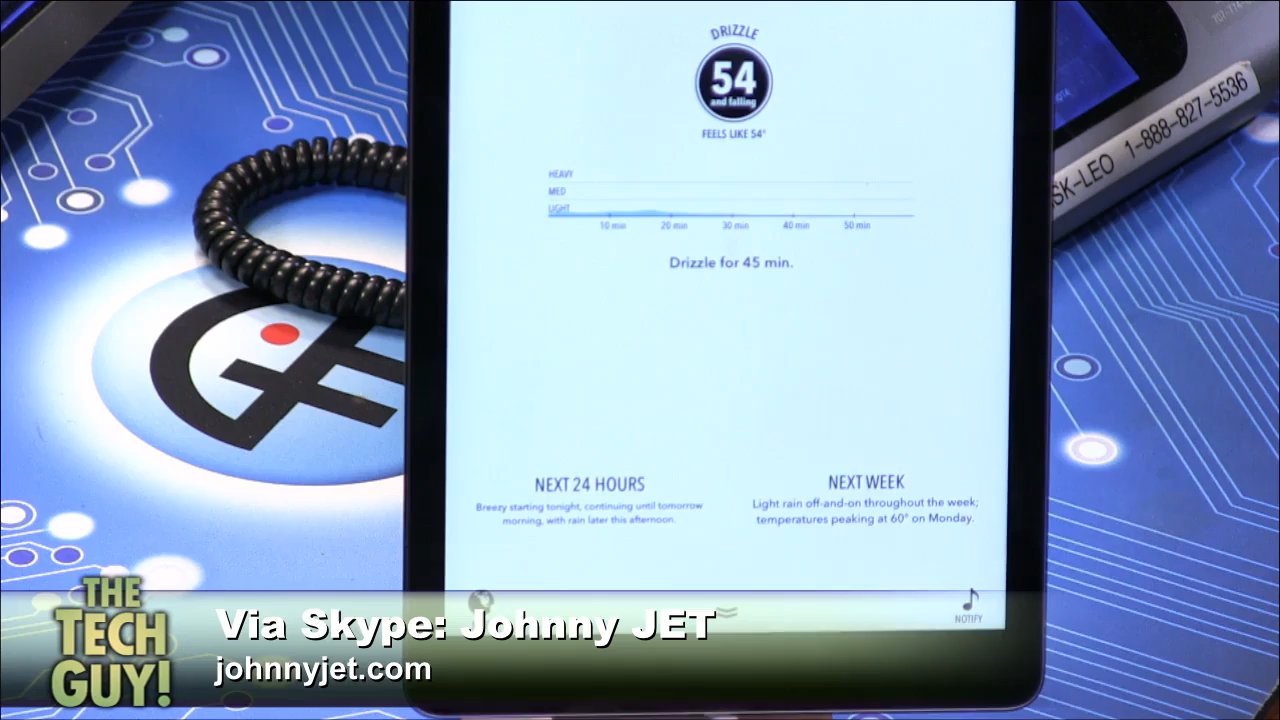 DRIZZLE
54
and falling
FEELS LIKE 54°
HEAVY
MED
LIGHT
10 min 20 min 30 min 40 min 50 min
Drizzle for 45 min.
NEXT 24 HOURS
Breezy starting tonight, continuing until tomorrow
morning, with rain later this afternoon.
NEXT WEEK
Light rain off-and-on throughout the week;
temperatures peaking at 60° on Monday.
NOTIFY
SK-LEO 1-888-827-5536
THE
TECH
GUY!
Via Skype: Johnny JET
johnnyjet.com